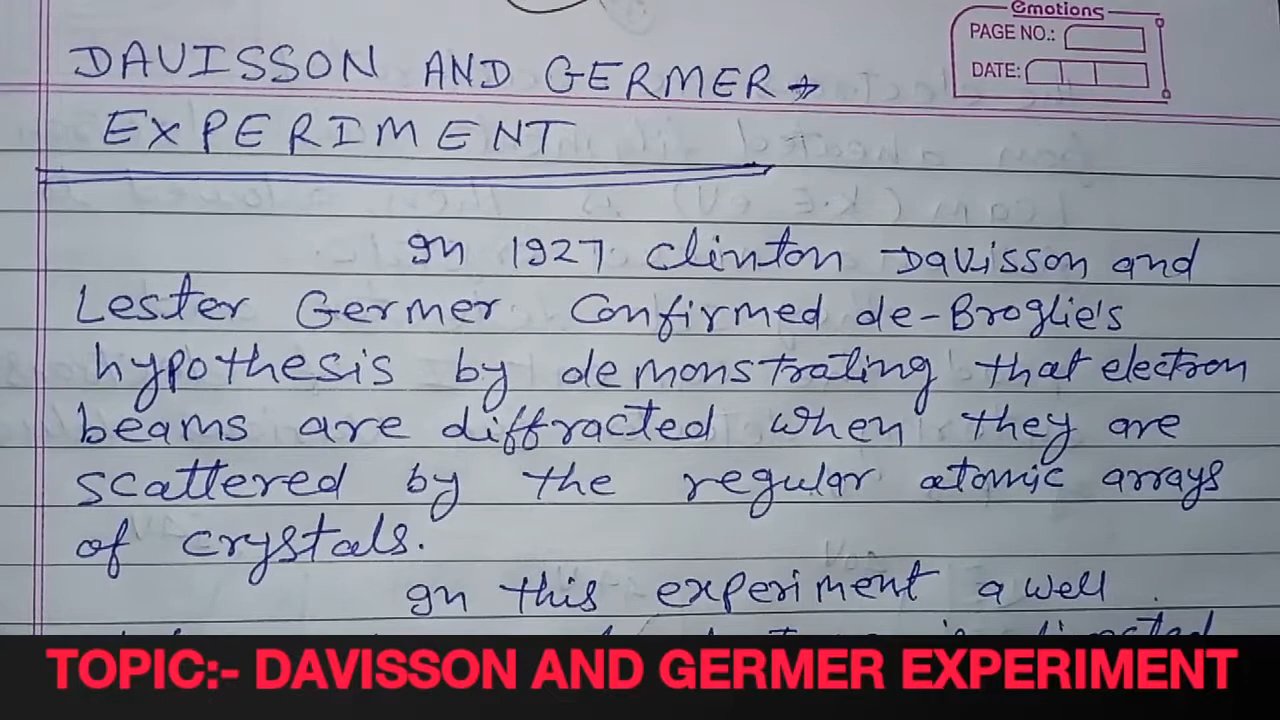 emotions
PAGE NO.:
DATE:
DAVISSON AND GERMER →
EXPERIMENT
In 1927 Clinton Davisson and
Lester Germer Confirmed de-Broglie's
hypothesis by demonstrating that electron
beams are diffracted when they are
scattered by the regular atomic arrays
of crystals.
In this experiment a well
is directed
TOPIC:- DAVISSON AND GERMER EXPERIMENT